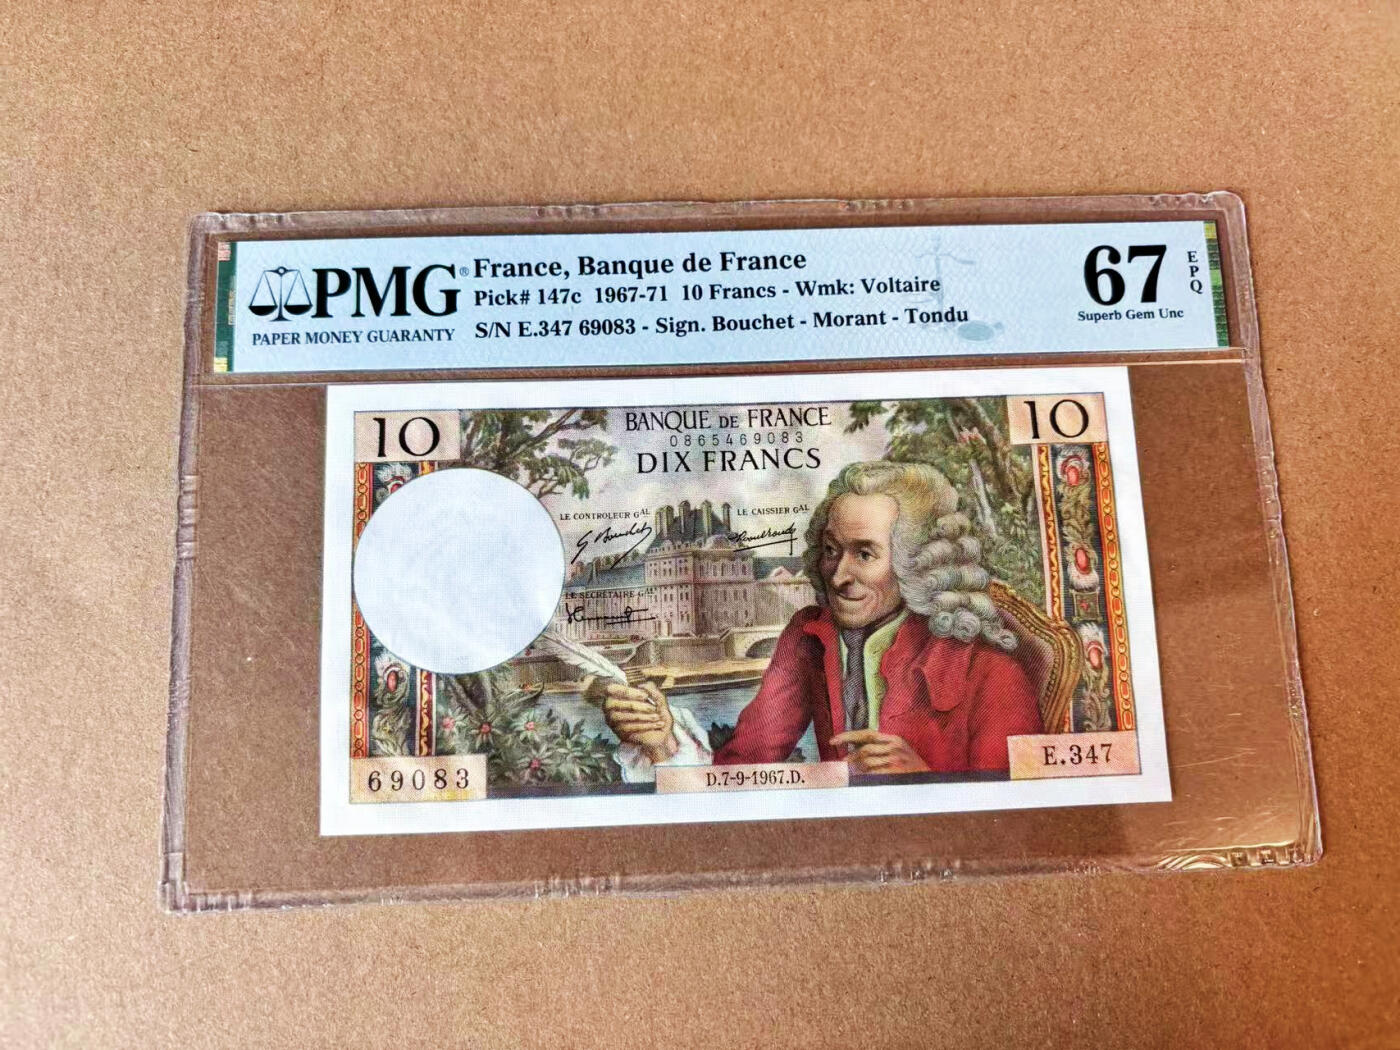 PMG®
PAPER MONEY GUARANTY
France, Banque de France
Pick# 147c 1967-71 10 Francs - Wmk: Voltaire
S/N E.347 69083 - Sign. Bouchet - Morant - Tondu
67
EPQ
Superb Gem Unc
10
BANQUE DE FRANCE
0865469083
DIX FRANCS
10
LE CONTROLEUR GAL
LE CAISSIER GAL
G Bouchet
LE SECRÉTAIRE GAL
69083
D.7-9-1967.D.
E.347